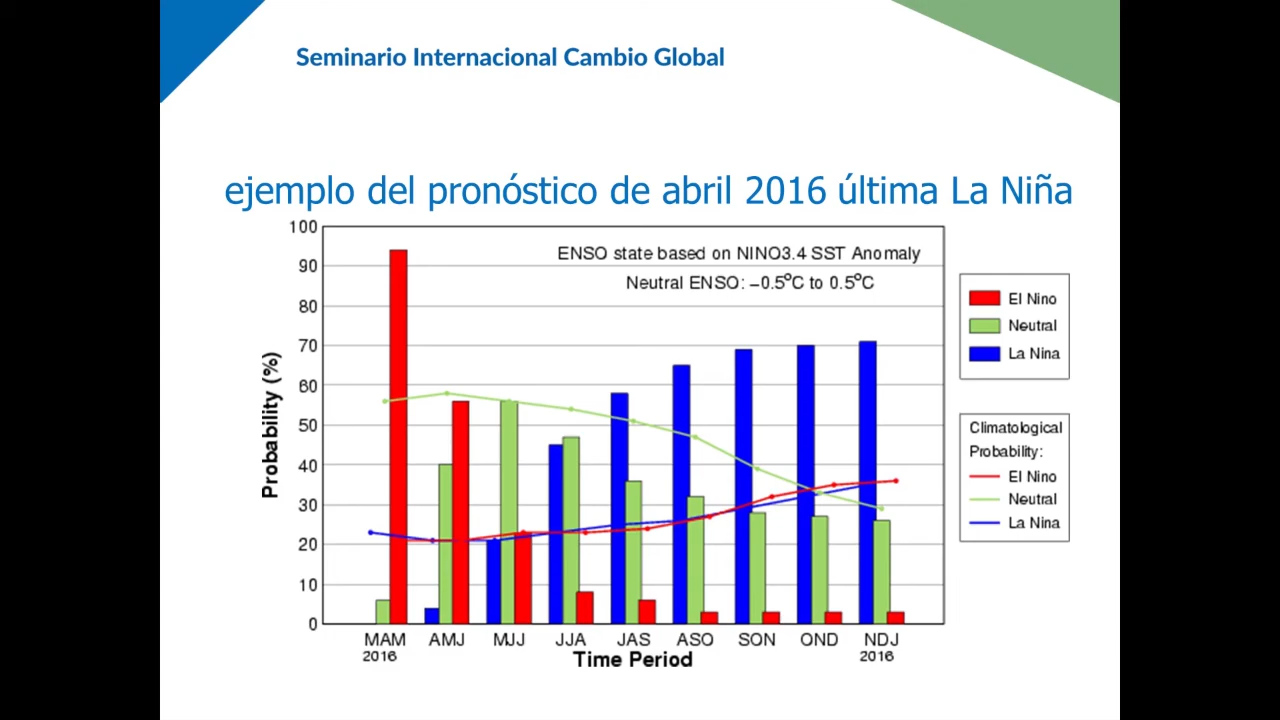 Seminario Internacional Cambio Global
ejemplo del pronóstico de abril 2016 última La Niña
ENSO state based on NINO3.4 SST Anomaly
Neutral ENSO: −0.5°C to 0.5°C
Probability (%)
100
90
80
70
60
50
40
30
20
10
0
MAM AMJ MJJ JJA JAS ASO SON OND NDJ
2016 2016
Time Period
El Nino
Neutral
La Nina
Climatological
Probability:
El Nino
Neutral
La Nina